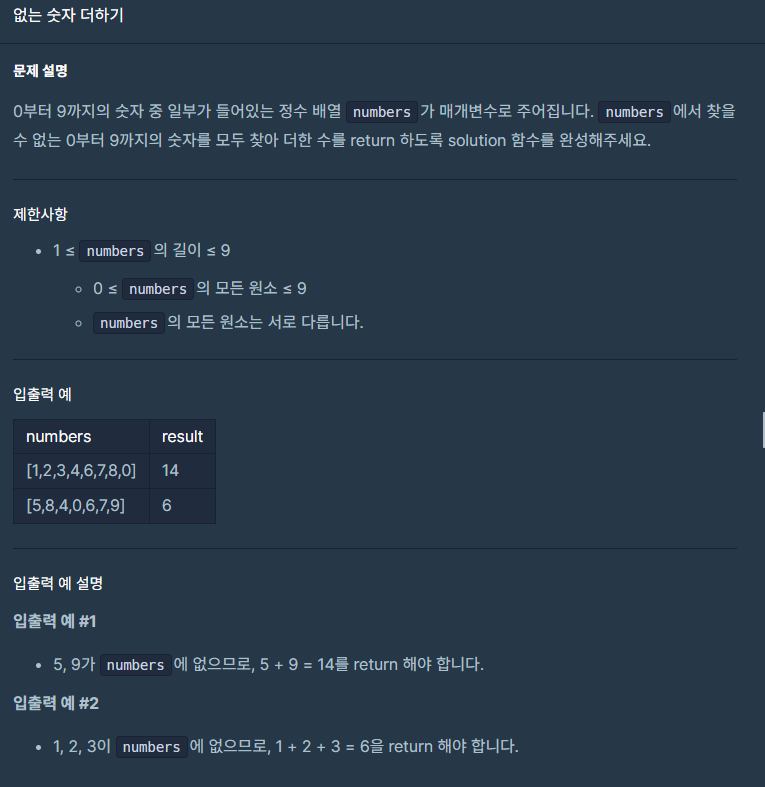 없는 숫자 더하기
문제 설명
0부터 9까지의 숫자 중 일부가 들어있는 정수 배열 numbers 가 매개변수로 주어집니다. numbers 에서 찾을
수 없는 0부터 9까지의 숫자를 모두 찾아 더한 수를 return 하도록 solution 함수를 완성해주세요.
제한사항
• 1 ≤ numbers 의 길이 ≤ 9
◦ 0 ≤ numbers 의 모든 원소 ≤ 9
◦ numbers 의 모든 원소는 서로 다릅니다.
입출력 예
numbers result
[1,2,3,4,6,7,8,0] 14
[5,8,4,0,6,7,9] 6
입출력 예 설명
입출력 예 #1
• 5, 9가 numbers 에 없으므로, 5 + 9 = 14를 return 해야 합니다.
입출력 예 #2
• 1, 2, 3이 numbers 에 없으므로, 1 + 2 + 3 = 6을 return 해야 합니다.